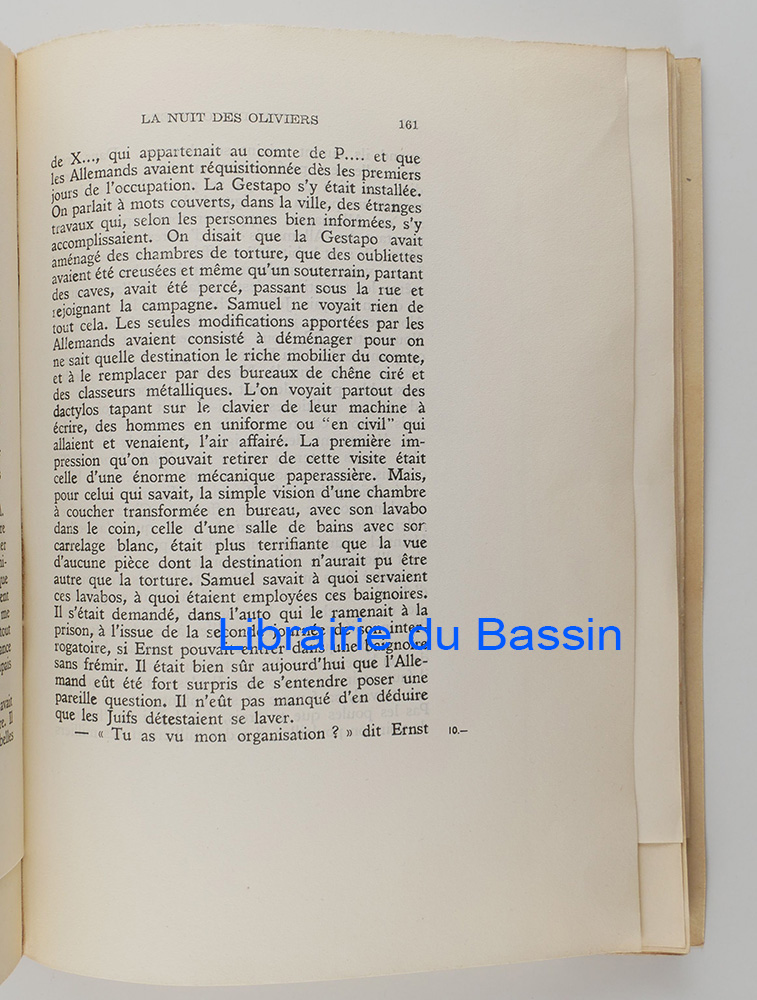 LA NUIT DES OLIVIERS 161
de X..., qui appartenait au comte de P.... et que
les Allemands avaient réquisitionnée dès les premiers
jours de l'occupation. La Gestapo s'y était installée.
On parlait à mots couverts, dans la ville, des étranges
travaux qui, selon les personnes bien informées, s'y
accomplissaient. On disait que la Gestapo avait
aménagé des chambres de torture, que des oubliettes
avaient été creusées et même qu'un souterrain, partant
des caves, avait été percé, passant sous la rue et
rejoignant la campagne. Samuel ne voyait rien de
tout cela. Les seules modifications apportées par les
Allemands avaient consisté à déménager pour on
ne sait quelle destination le riche mobilier du comte,
et à le remplacer par des bureaux de chêne ciré et
des classeurs métalliques. L'on voyait partout des
dactylos tapant sur le clavier de leur machine à
écrire, des hommes en uniforme ou "en civil" qui
allaient et venaient, l'air affairé. La première im-
pression qu'on pouvait retirer de cette visite était
celle d'une énorme mécanique paperassière. Mais,
pour celui qui savait, la simple vision d'une chambre
à coucher transformée en bureau, avec son lavabo
dans le coin, celle d'une salle de bains avec son
carrelage blanc, était plus terrifiante que la vue
d'aucune pièce dont la destination n'aurait pu être
autre que la torture. Samuel savait à quoi servaient
ces lavabos, à quoi étaient employées ces baignoires.
Il s'était demandé, dans l'auto qui le ramenait à la
prison, à l'issue de la seconde journée de son inter-
rogatoire, si Ernst pouvait entrer dans une baignoire
sans frémir. Il était bien sûr aujourd'hui que l'Alle-
mand eût été fort surpris de s'entendre poser une
pareille question. Il n'eût pas manqué d'en déduire
que les Juifs détestaient se laver.
— « Tu as vu mon organisation ? » dit Ernst 10.—
Librairie du Bassin